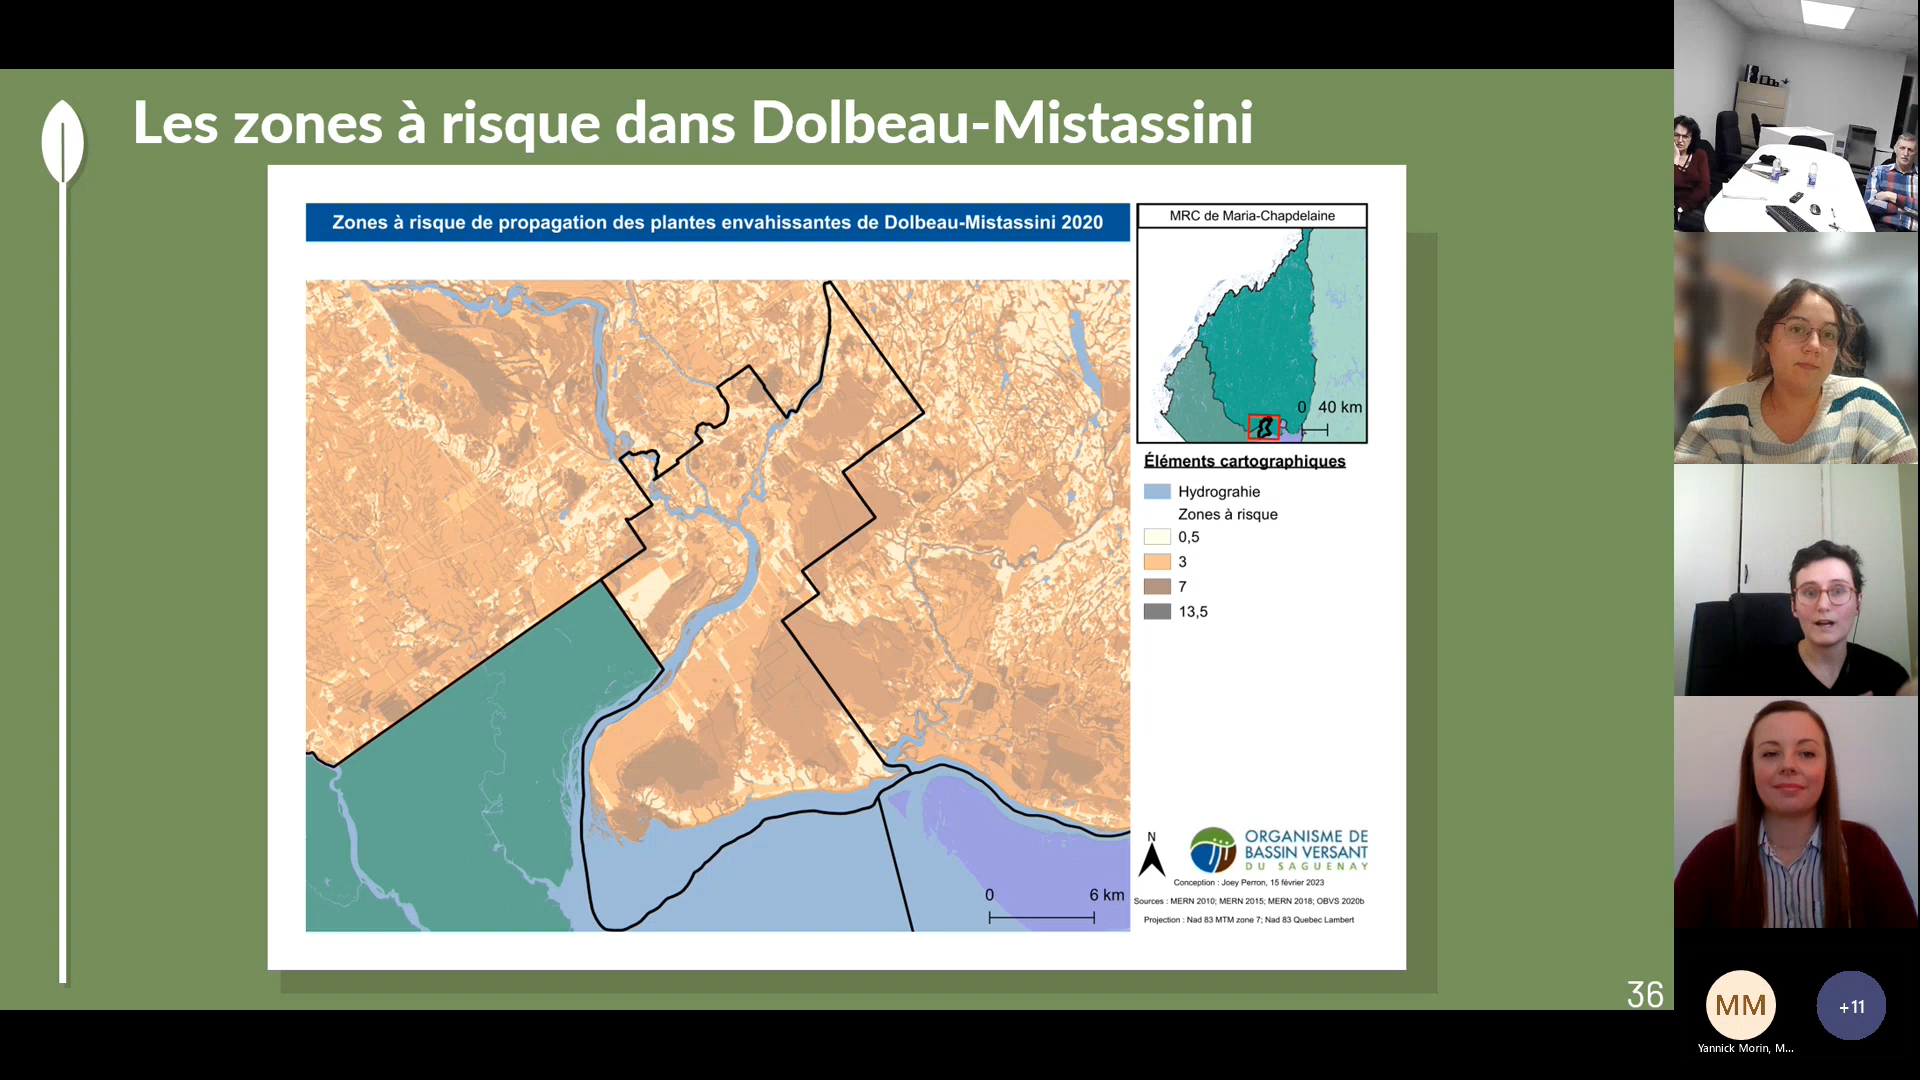 Les zones à risque dans Dolbeau-Mistassini
Zones à risque de propagation des plantes envahissantes de Dolbeau-Mistassini 2020
MRC de Maria-Chapdelaine
0 40 km
Éléments cartographiques
Hydrograhie
Zones à risque
0,5
3
7
13,5
N
ORGANISME DE
BASSIN VERSANT
DU SAGUENAY
Conception : Joey Perron, 15 février 2023
Sources : MERN 2010; MERN 2015; MERN 2018; OBVS 2020b
Projection : Nad 83 MTM zone 7; Nad 83 Quebec Lambert
0 6 km
36
MM
+11
Yannick Morin, M...